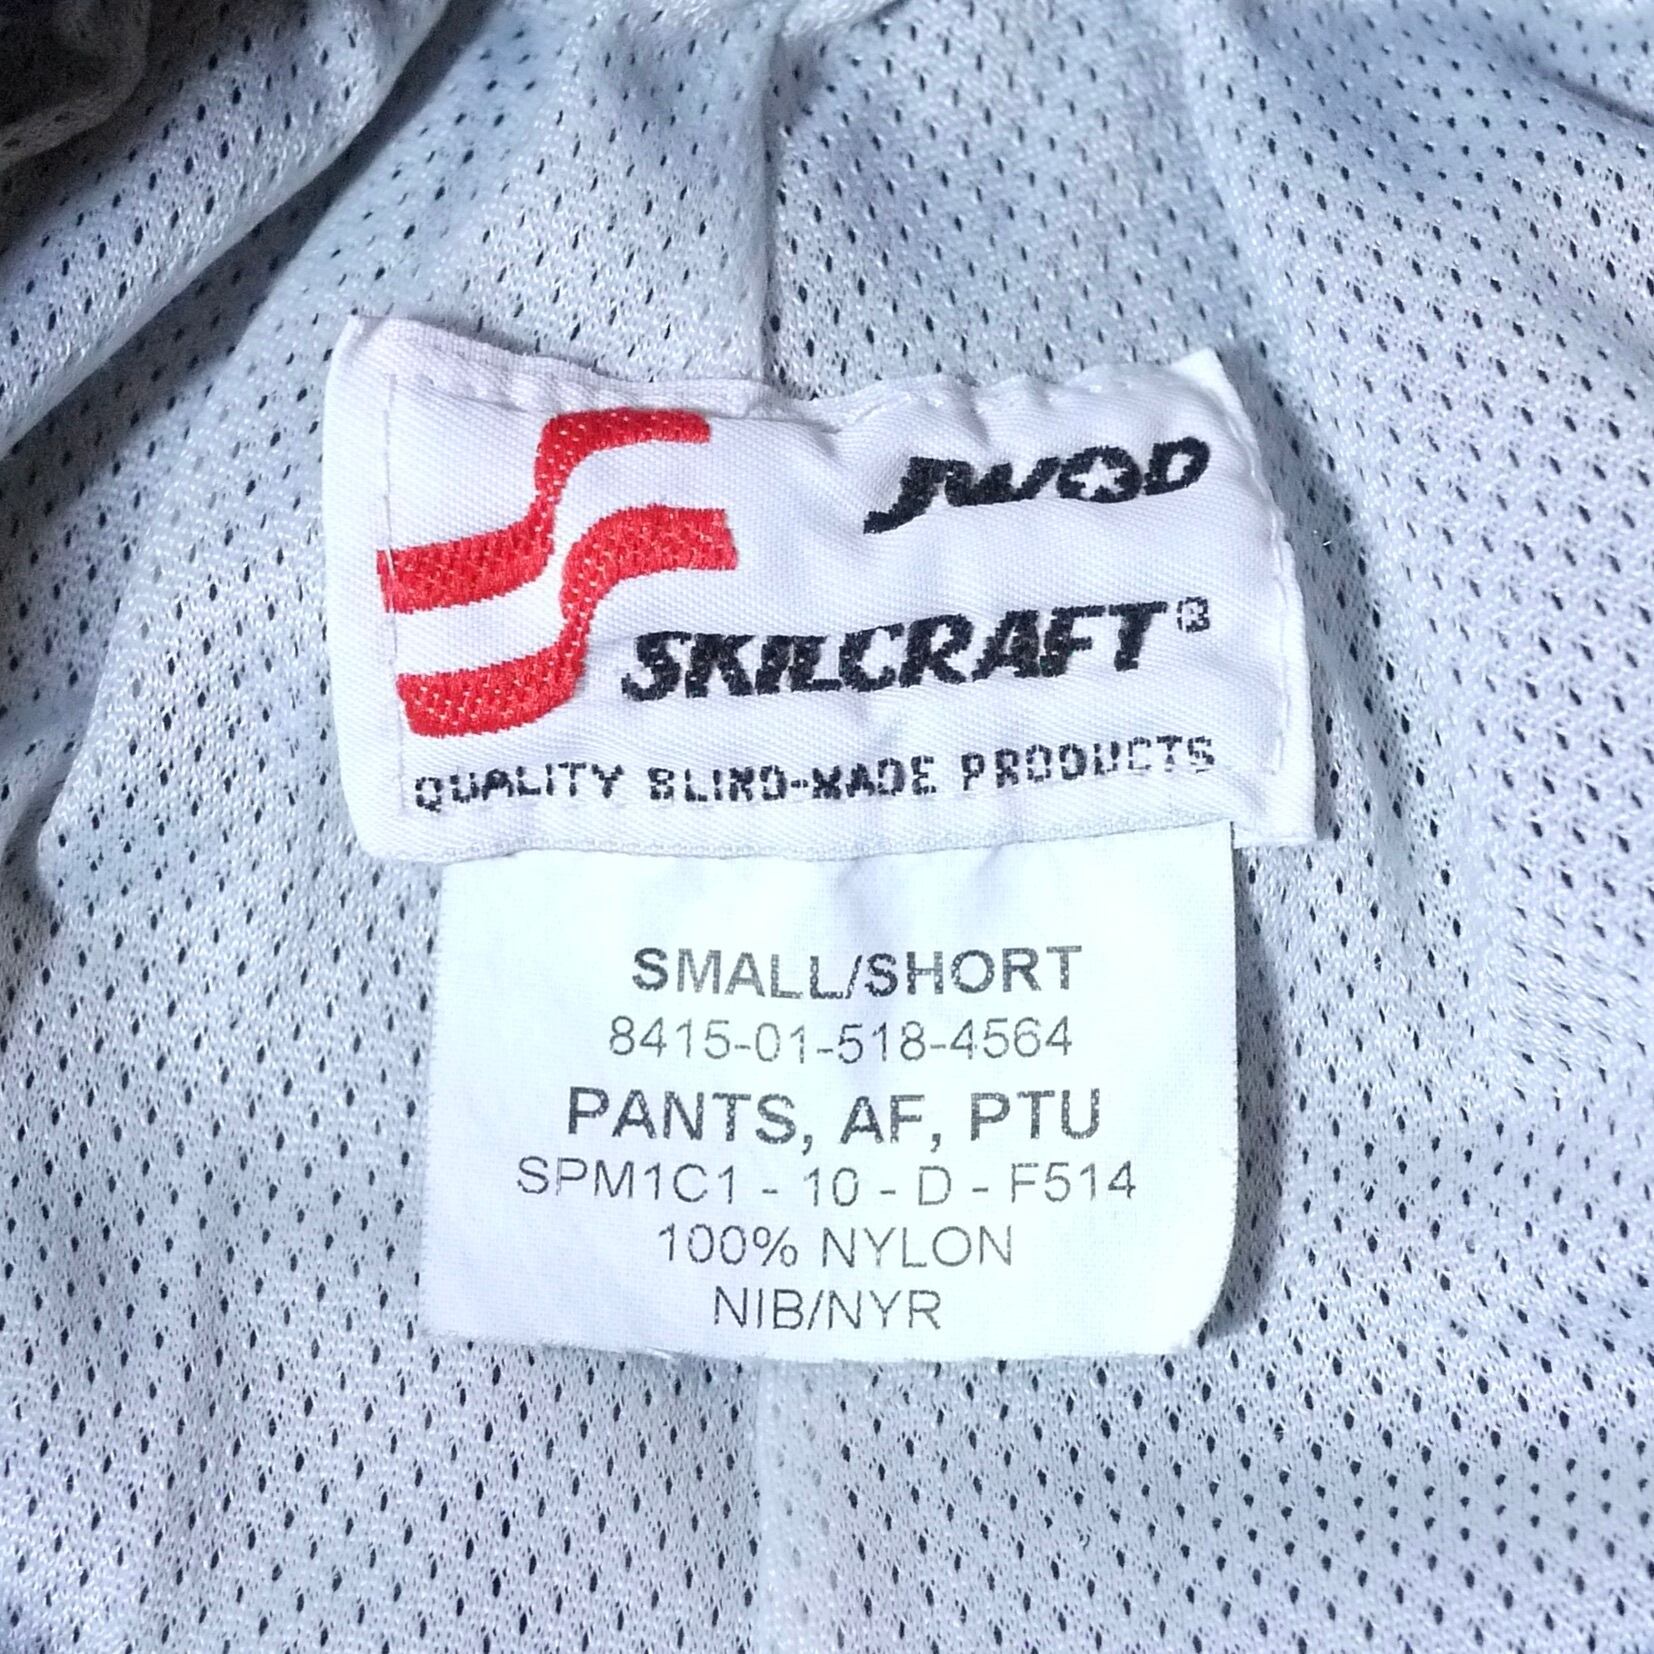 JWOD
SKILCRAFT®
QUALITY BLIND-MADE PRODUCTS
SMALL/SHORT
8415-01-518-4564
PANTS, AF, PTU
SPM1C1 - 10 - D - F514
100% NYLON
NIB/NYR